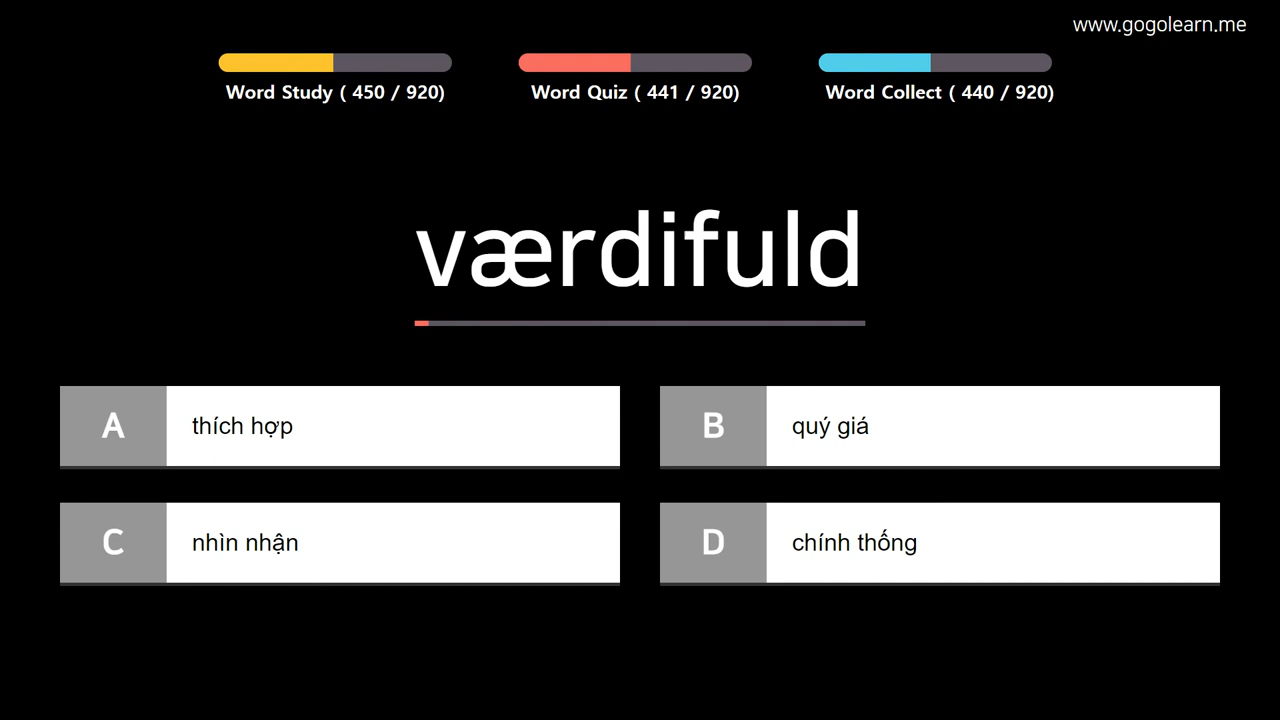 www.gogolearn.me
Word Study ( 450 / 920)
Word Quiz ( 441 / 920)
Word Collect ( 440 / 920)
værdifuld
A thích hợp
B quý giá
C nhìn nhận
D chính thống